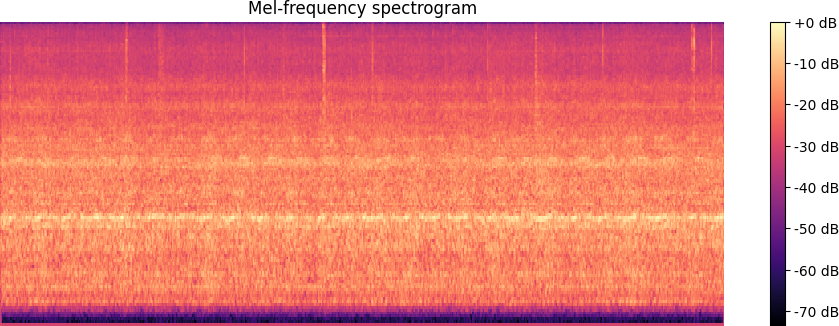 Mel-frequency spectrogram
+0 dB
-10 dB
-20 dB
-30 dB
-40 dB
-50 dB
-60 dB
-70 dB